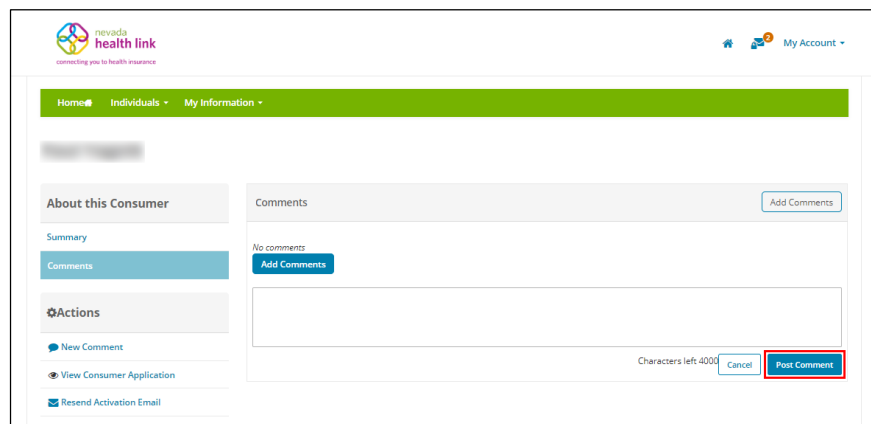 nevada
health link
connecting you to health insurance
2
My Account
Home Individuals My Information
About this Consumer
Summary
Comments
Actions
New Comment
View Consumer Application
Resend Activation Email
Comments
Add Comments
No comments
Add Comments
Characters left 4000
Cancel
Post Comment